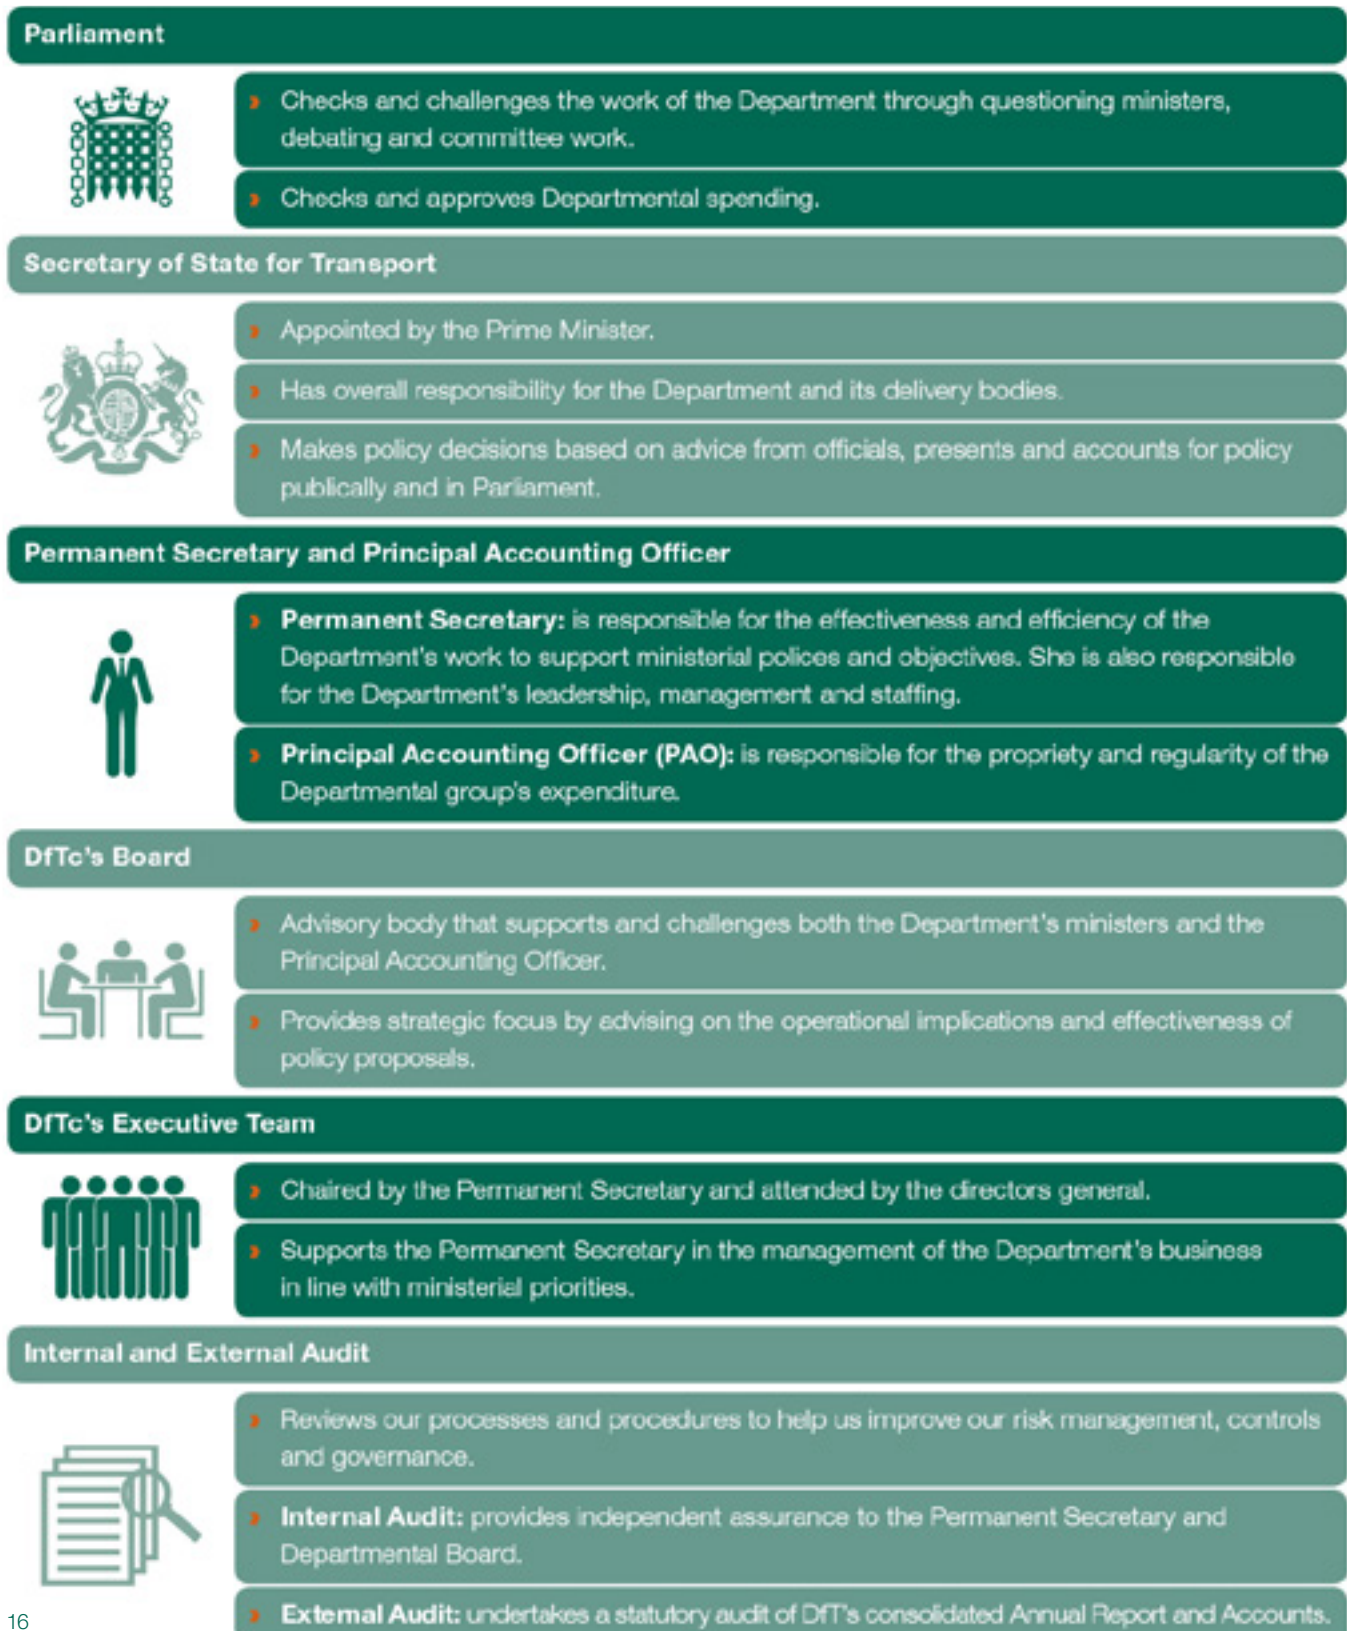 Parliament
Checks and challenges the work of the Department through questioning ministers,
debating and committee work.
Checks and approves Departmental spending.
Secretary of State for Transport
Appointed by the Prime Minister.
Has overall responsibility for the Department and its delivery bodies.
Makes policy decisions based on advice from officials, presents and accounts for policy
publically and in Parliament.
Permanent Secretary and Principal Accounting Officer
Permanent Secretary: is responsible for the effectiveness and efficiency of the
Department's work to support ministerial polices and objectives. She is also responsible
for the Department's leadership, management and staffing.
Principal Accounting Officer (PAO): is responsible for the propriety and regularity of the
Departmental group's expenditure.
DfTc's Board
Advisory body that supports and challenges both the Department's ministers and the
Principal Accounting Officer.
Provides strategic focus by advising on the operational implications and effectiveness of
policy proposals.
DfTc's Executive Team
Chaired by the Permanent Secretary and attended by the directors general.
Supports the Permanent Secretary in the management of the Department's business
in line with ministerial priorities.
Internal and External Audit
Reviews our processes and procedures to help us improve our risk management, controls
and governance.
Internal Audit: provides independent assurance to the Permanent Secretary and
Departmental Board.
External Audit: undertakes a statutory audit of DfT's consolidated Annual Report and Accounts.
16